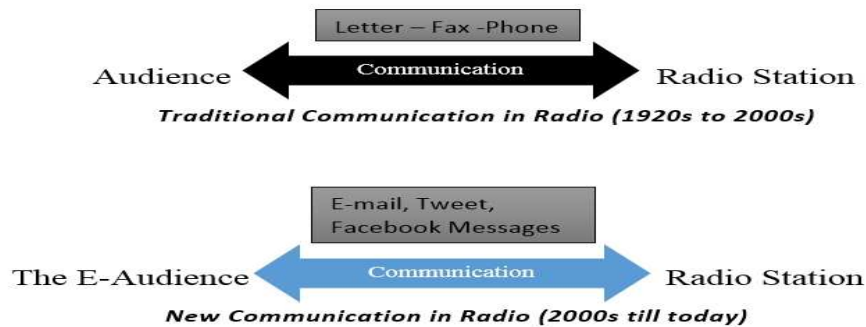 Letter – Fax -Phone
Audience Communication Radio Station
Traditional Communication in Radio (1920s to 2000s)
E-mail, Tweet,
Facebook Messages
The E-Audience Communication Radio Station
New Communication in Radio (2000s till today)